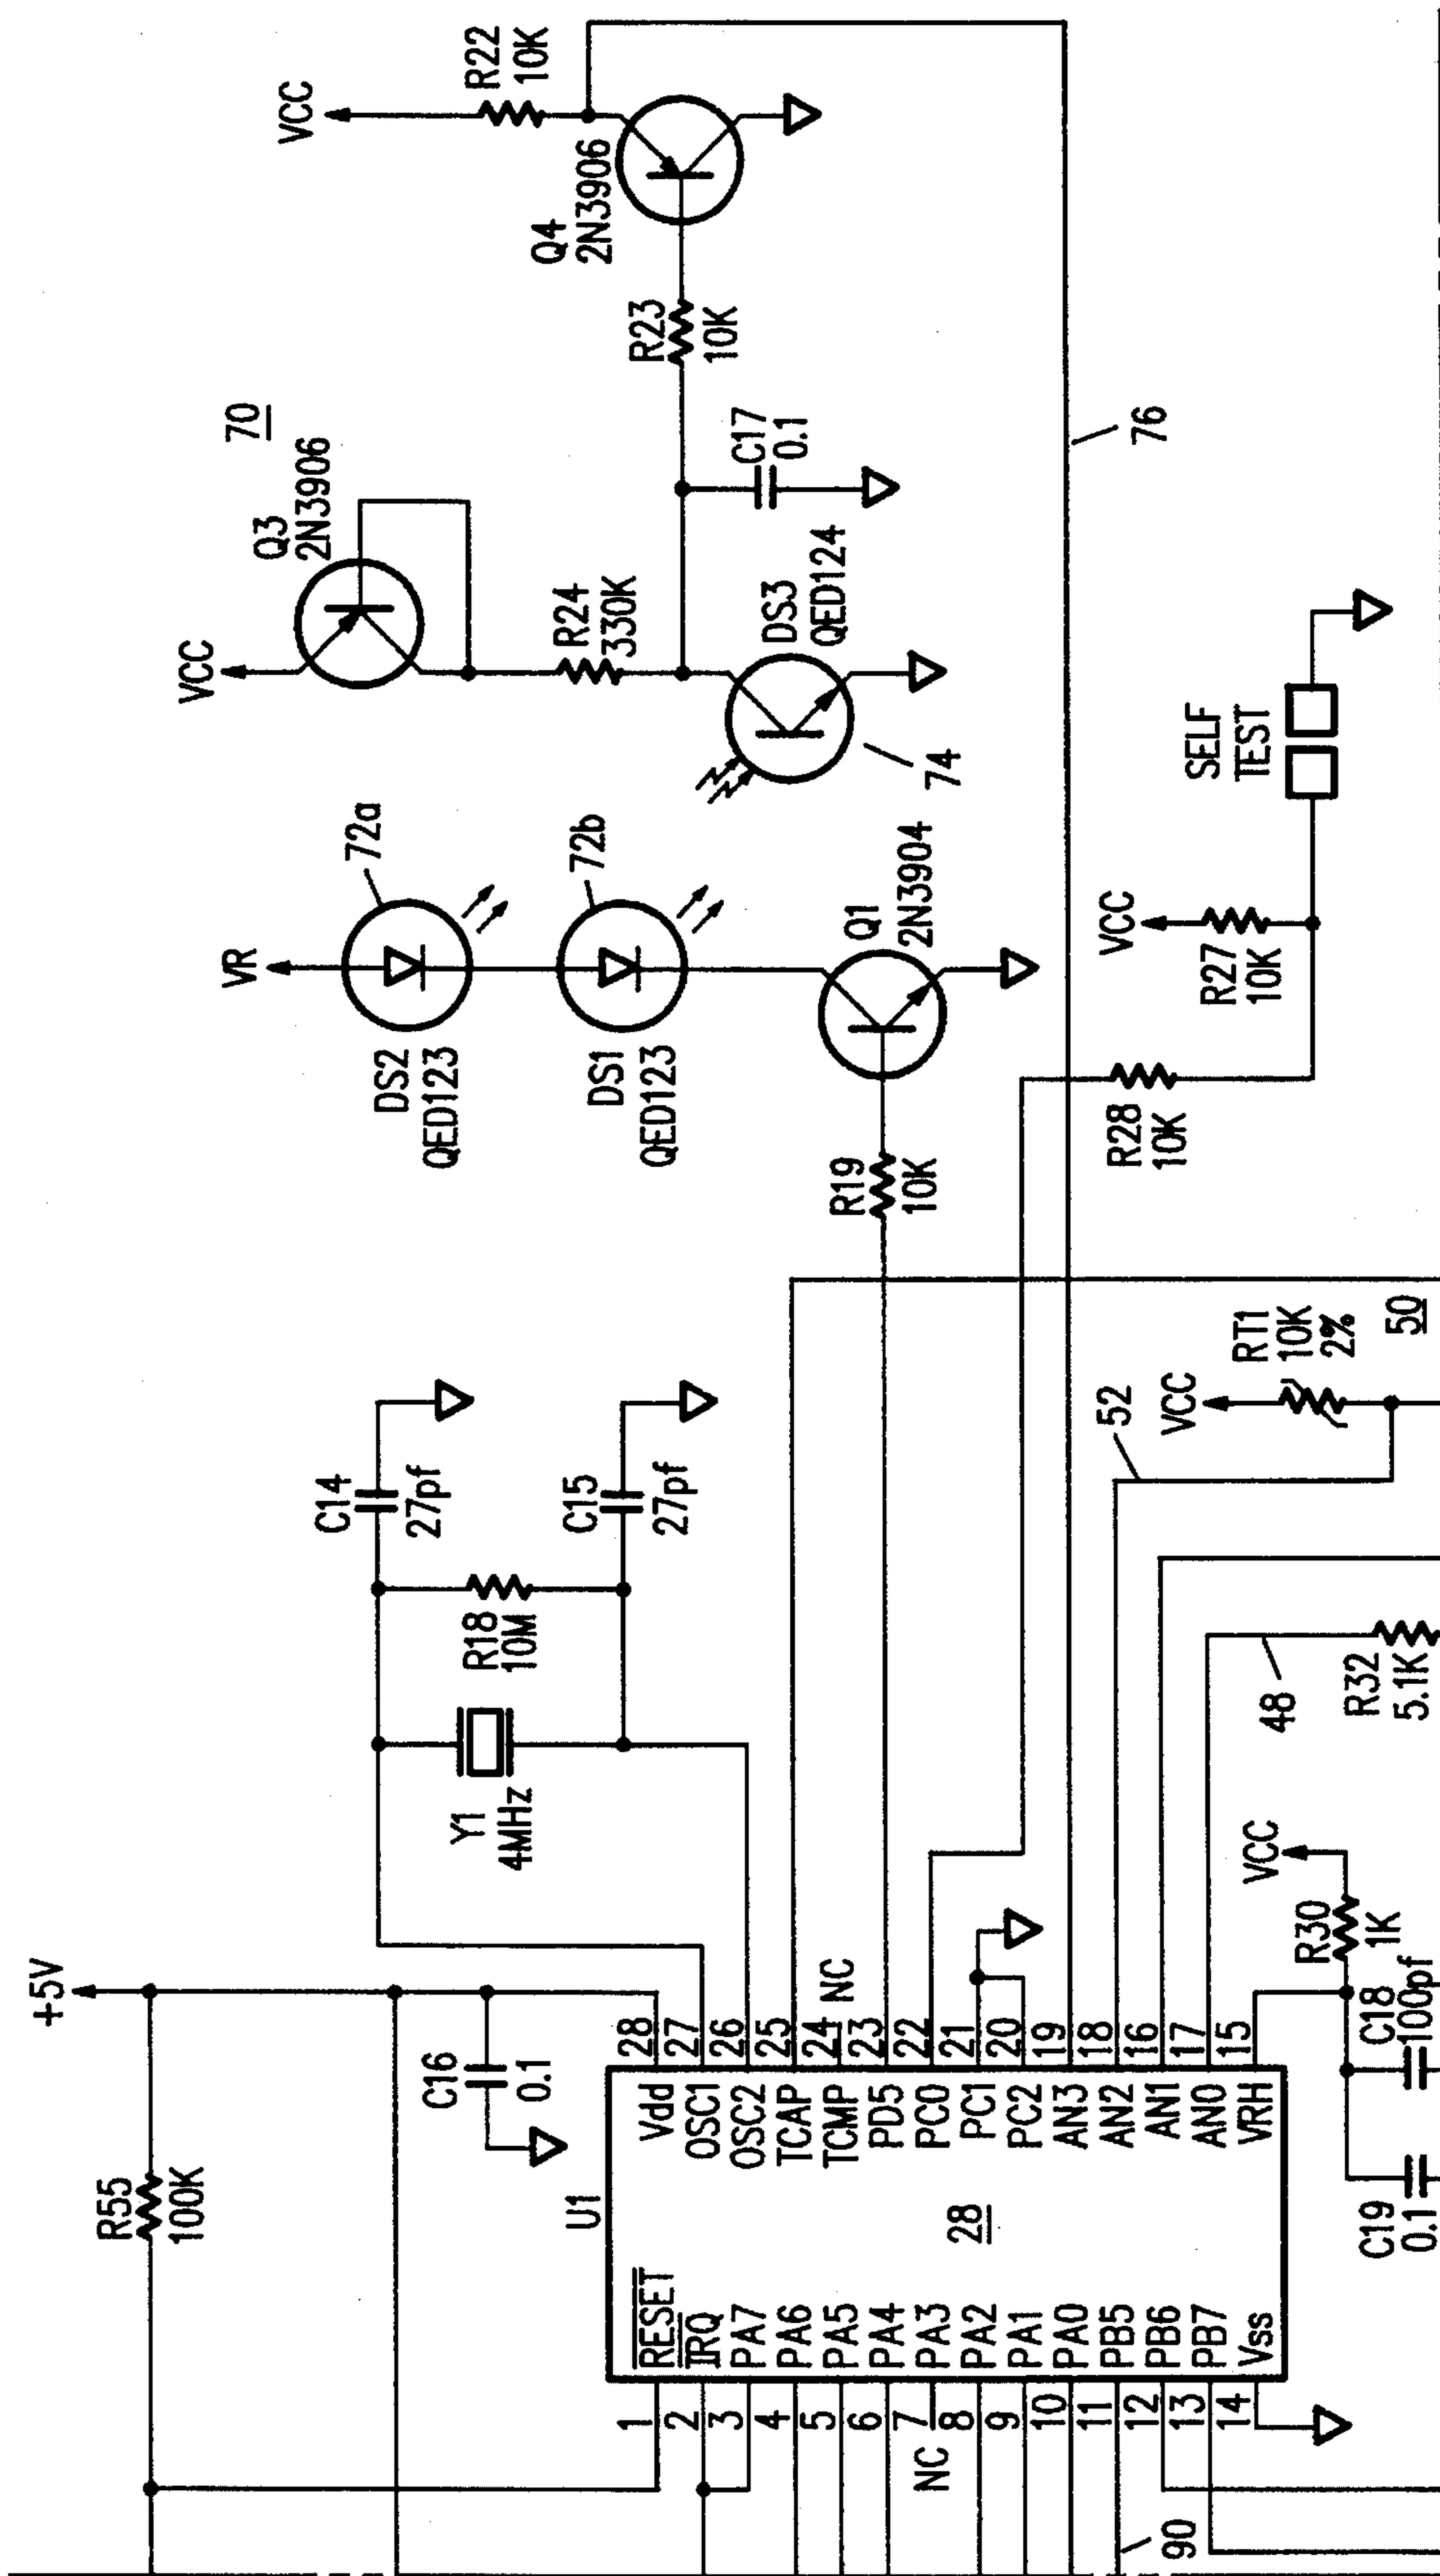 VCC
R22
10K
Q4
2N3906
R23
10K
70
Q3
2N3906
C17
0.1
76
VCC
R24
330K
DS3
QED124
74
SELF
TEST
72a
72b
VR
DS2
QED123
DS1
QED123
Q1
2N3904
VCC
R27
10K
R28
10K
R19
10K
RT1
10K
2%
50
52
VCC
C14
27pf
C15
27pf
R18
10M
Y1
4MHz
48
R32
5.1K
VCC
R30
1K
C18
100pf
C19
0.1
+5V
C16
0.1
NC
R55
100K
U1
28
28 Vdd
27 OSC1
26 OSC2
25 TCAP
24 TCMP
23 PD5
22 PC0
21 PC1
20 PC2
19 AN3
18 AN2
16 AN1
17 AN0
15 VRH
RESET 1
IRQ 2
PA7 3
PA6 4
PA5 5
PA4 6
PA3 7
PA2 8
PA1 9
PA0 10
PB5 11
PB6 12
PB7 13
Vss 14
NC
90